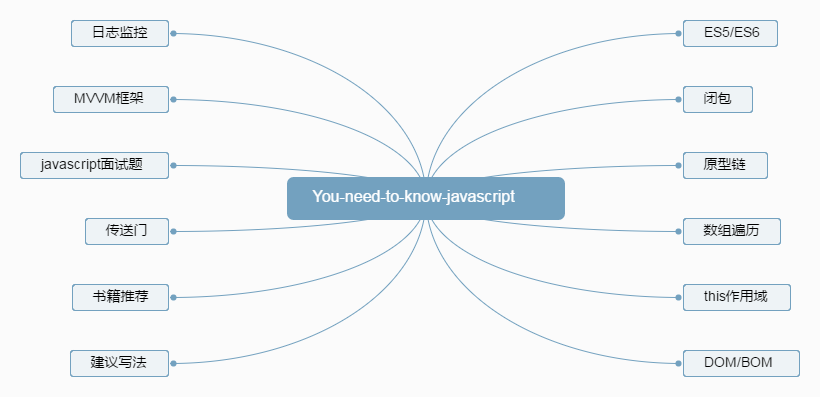 日志监控
ES5/ES6
MVVM框架
闭包
javascript面试题
原型链
You-need-to-know-javascript
传送门
数组遍历
书籍推荐
this作用域
建议写法
DOM/BOM